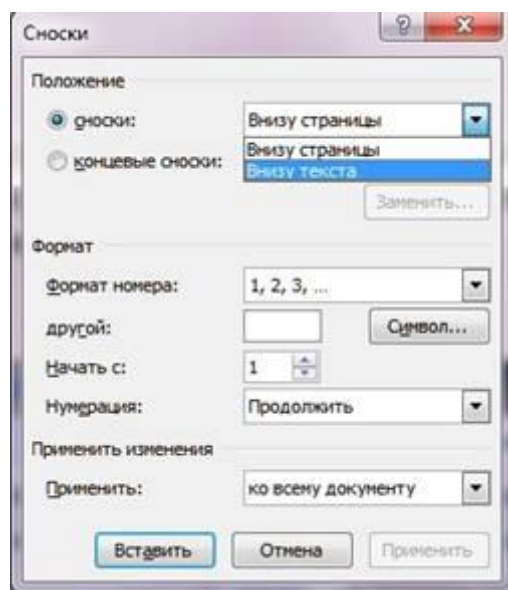 Сноски
Положение
сноски: Внизу страницы
Внизу страницы
концевые сноски: Внизу текста
Заменить...
Формат
Формат номера: 1, 2, 3, ...
другой: Символ...
Начать с: 1
Нумерация: Продолжить
Применить изменения
Применить: ко всему документу
Вставить Отмена Применить